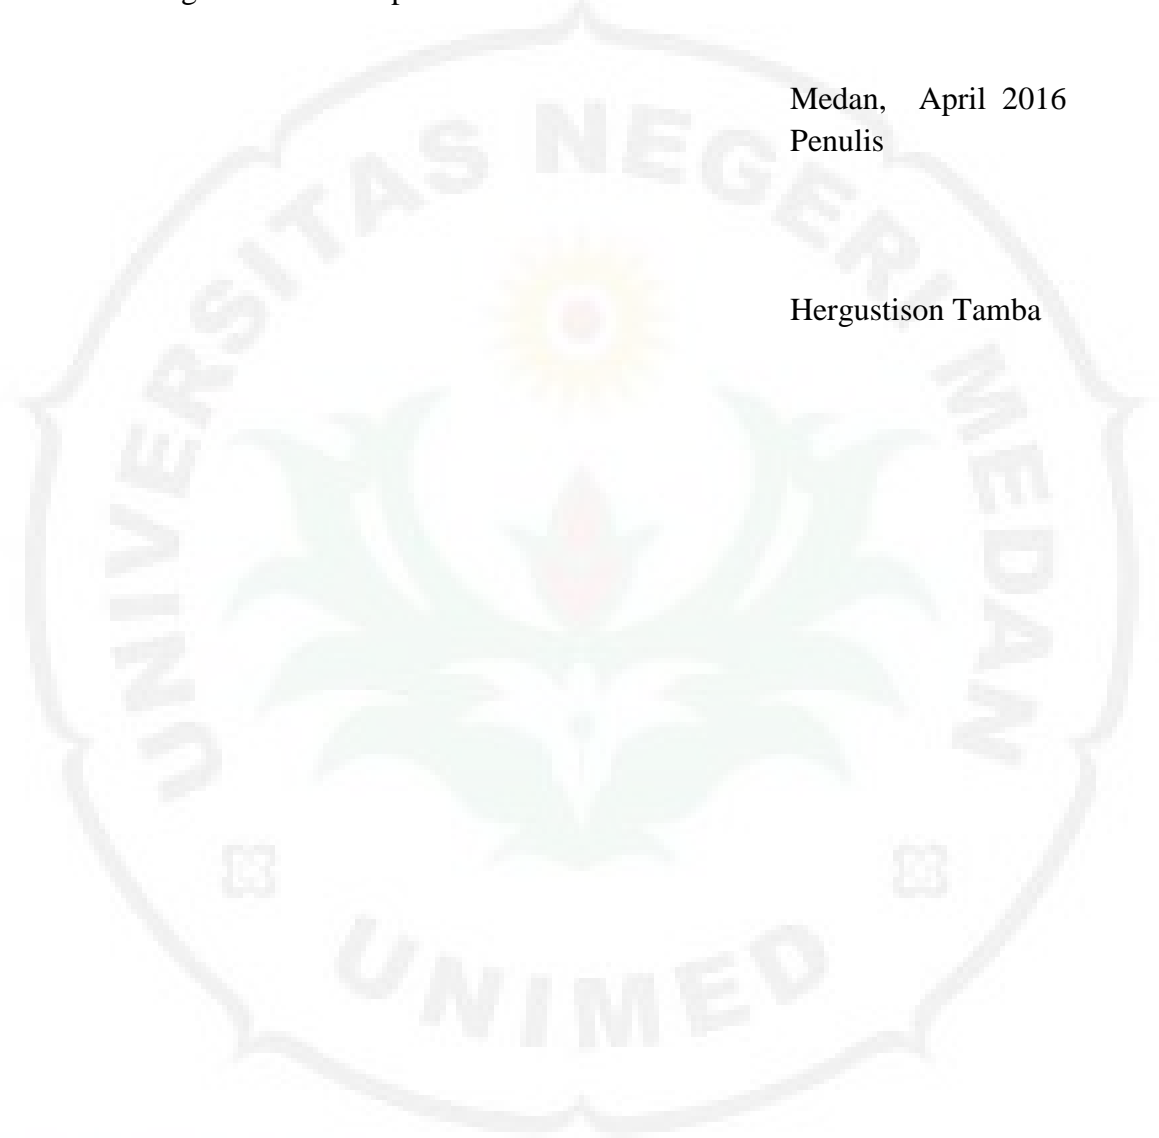 Medan, April 2016
Penulis
Hergustison Tamba
UNIVERSITAS NEGERI MEDAN
UNIMED